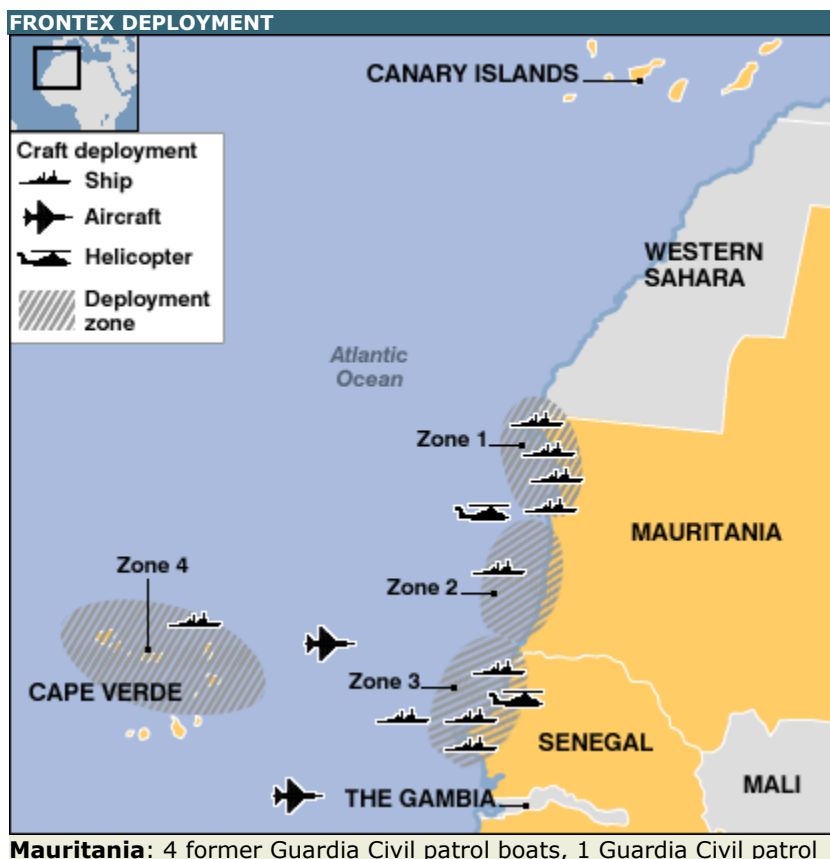 FRONTEX DEPLOYMENT
CANARY ISLANDS
Craft deployment
Ship
Aircraft
Helicopter
Deployment
zone
WESTERN
SAHARA
Atlantic
Ocean
Zone 1
MAURITANIA
Zone 4
Zone 2
Zone 3
CAPE VERDE
SENEGAL
MALI
THE GAMBIA
Mauritania: 4 former Guardia Civil patrol boats, 1 Guardia Civil patrol